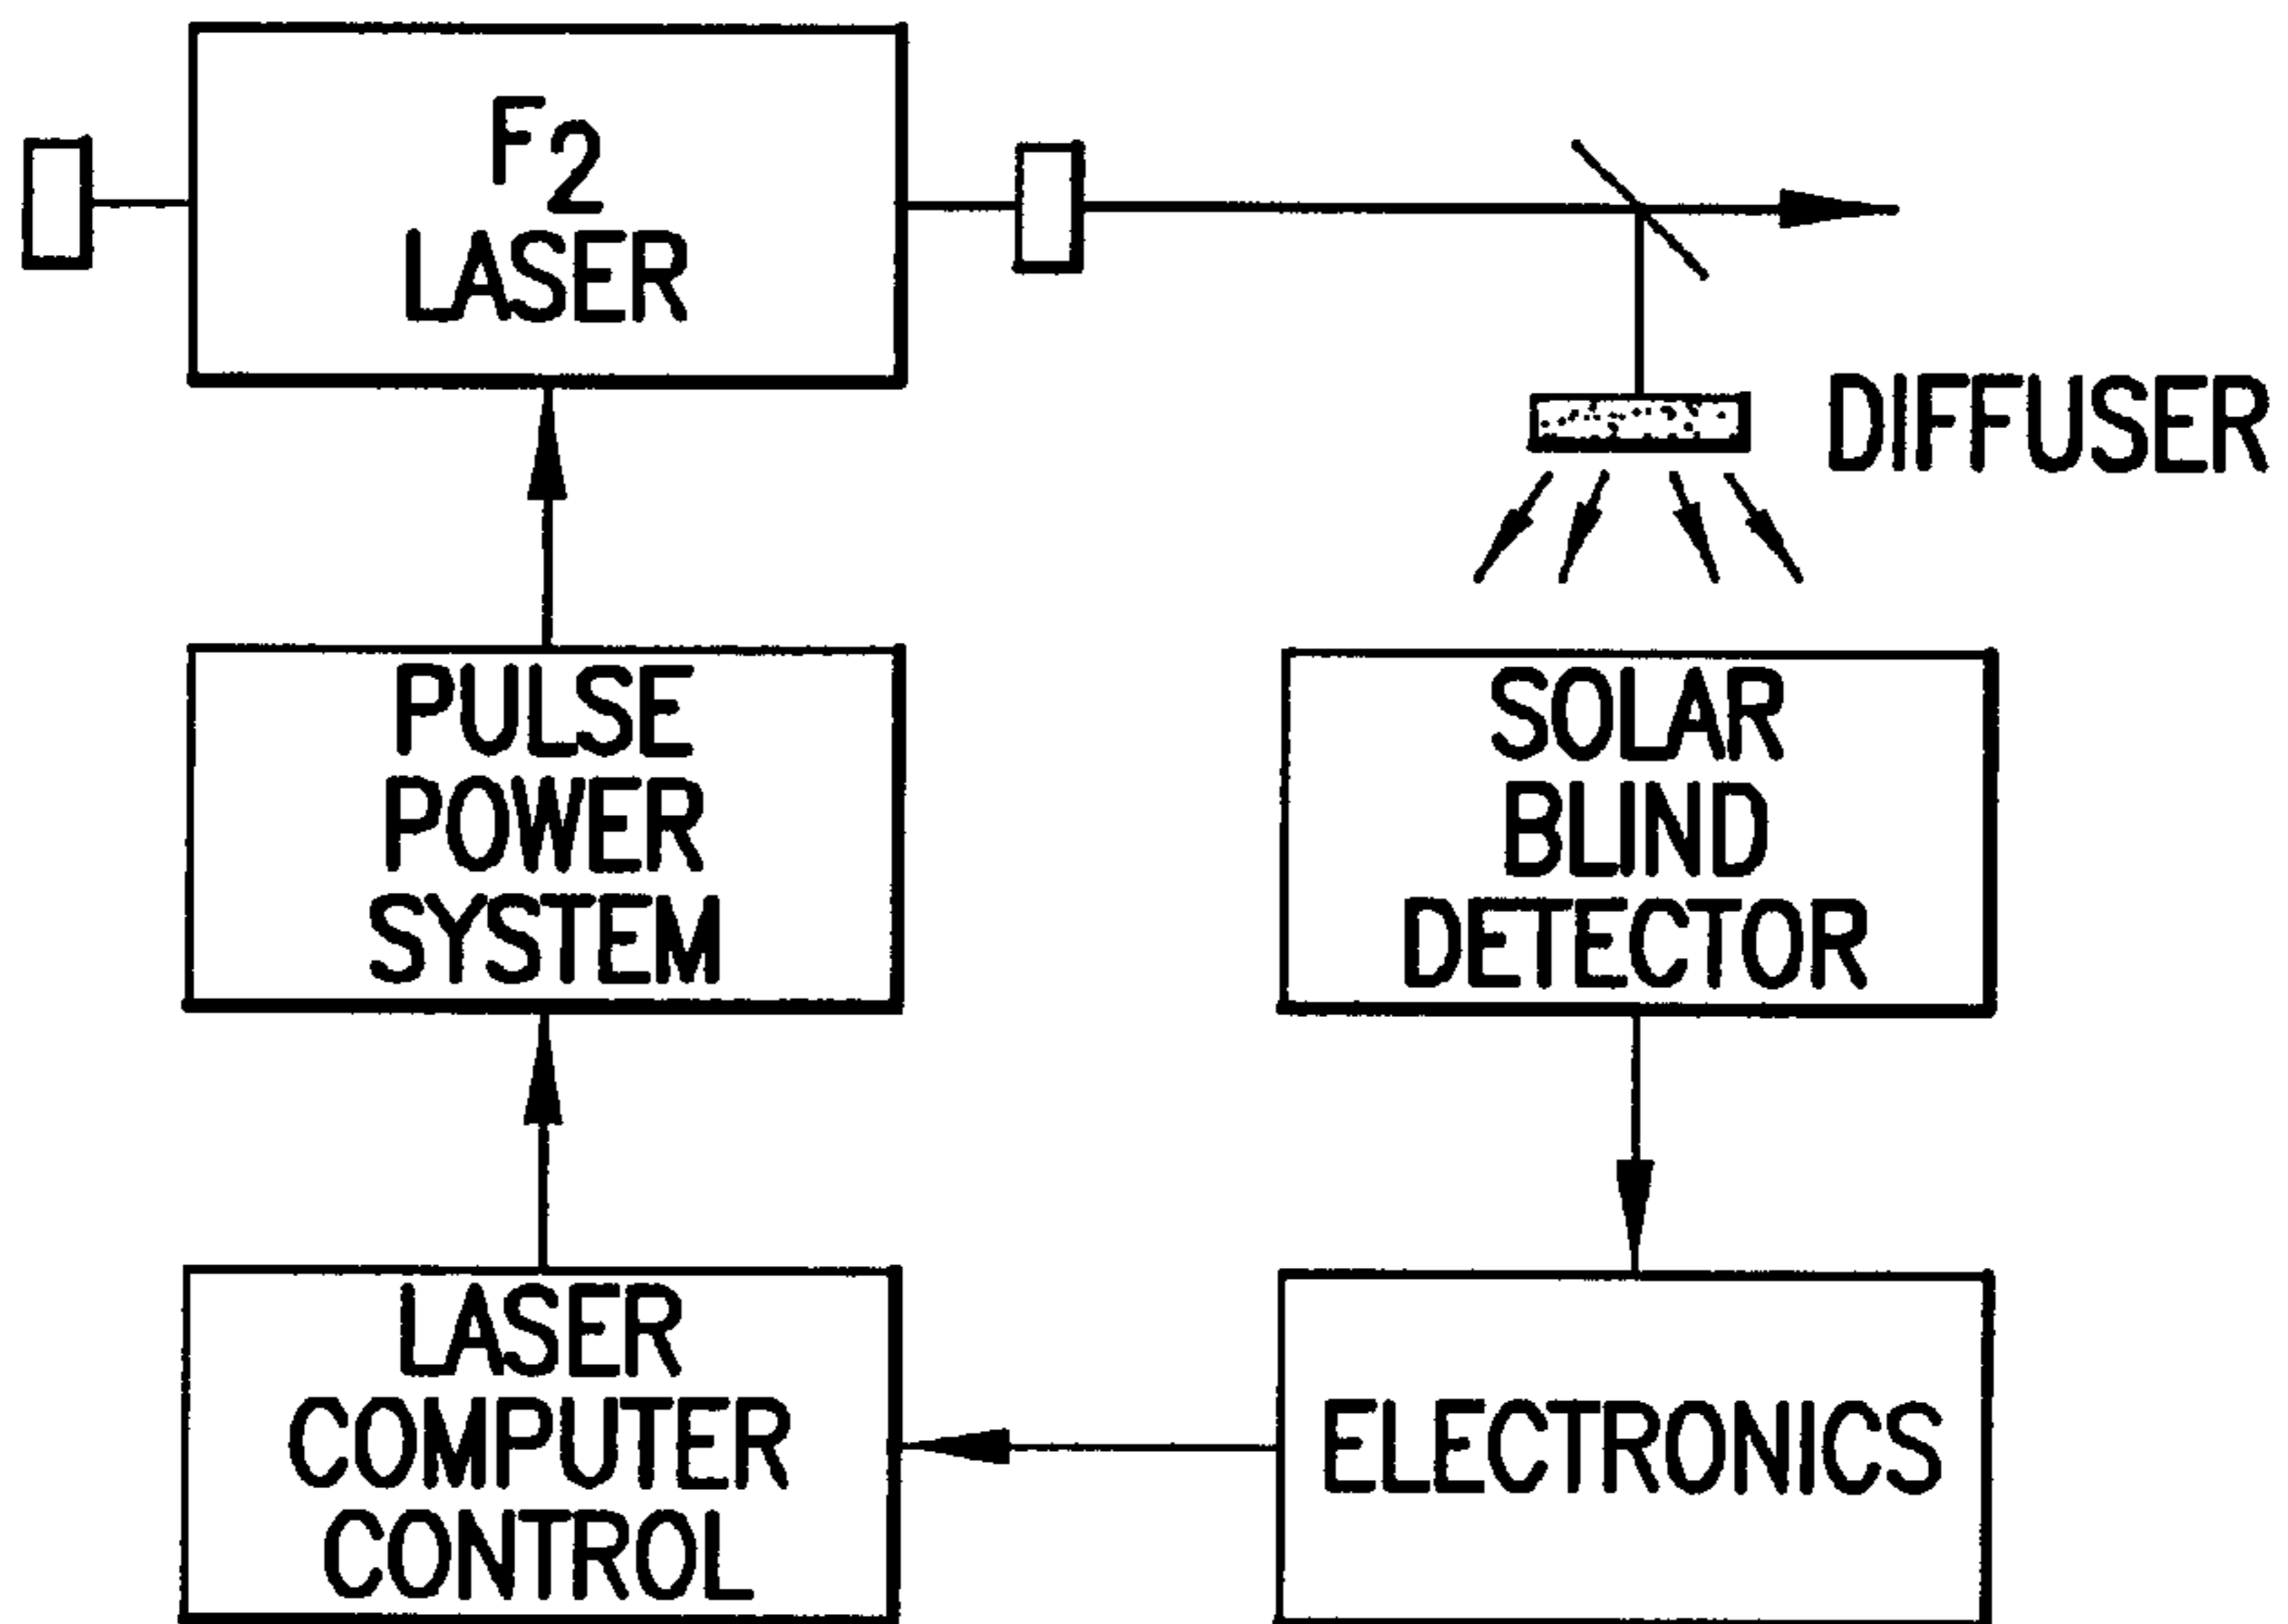 F2
LASER
DIFFUSER
PULSE
POWER
SYSTEM
SOLAR
BLIND
DETECTOR
LASER
COMPUTER
CONTROL
ELECTRONICS